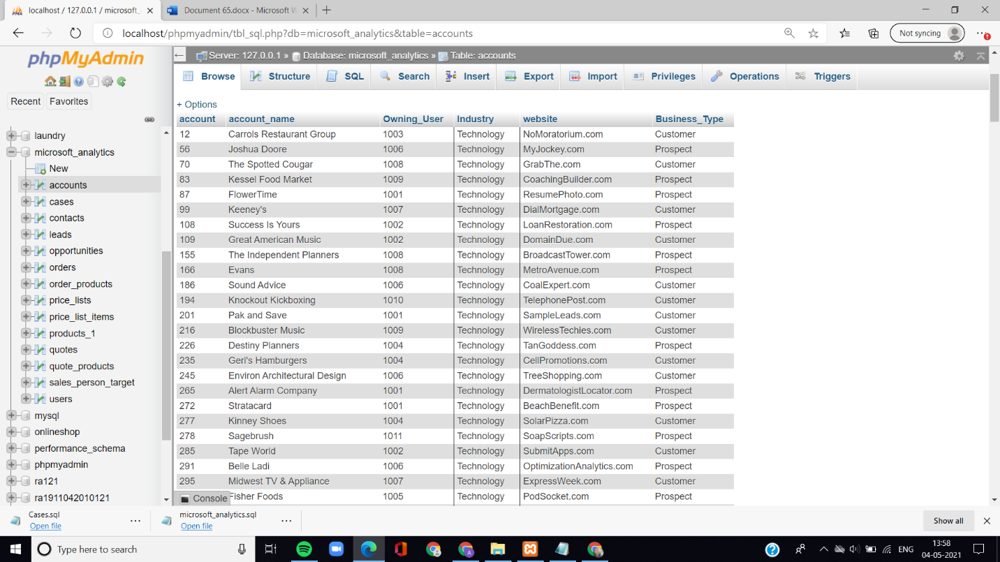 localhost / 127.0.0.1 / microsoft_
Document 65.docx - Microsoft W
localhost/phpmyadmin/tbl_sql.php?db=microsoft_analytics&table=accounts
Not syncing
phpMyAdmin
Recent Favorites
laundry
microsoft_analytics
New
accounts
cases
contacts
leads
opportunities
orders
order_products
price_lists
price_list_items
products_1
quotes
quote_products
sales_person_target
users
mysql
onlineshop
performance_schema
phpmyadmin
ra121
ra1911042010121
Server: 127.0.0.1 » Database: microsoft_analytics » Table: accounts
Browse Structure SQL Search Insert Export Import Privileges Operations Triggers
+ Options
account account_name Owning_User Industry website Business_Type
12 Carrols Restaurant Group 1003 Technology NoMoratorium.com Customer
56 Joshua Doore 1006 Technology MyJockey.com Prospect
70 The Spotted Cougar 1008 Technology GrabThe.com Customer
83 Kessel Food Market 1009 Technology CoachingBuilder.com Prospect
87 FlowerTime 1001 Technology ResumePhoto.com Prospect
99 Keeney's 1007 Technology DialMortgage.com Customer
108 Success Is Yours 1002 Technology LoanRestoration.com Prospect
109 Great American Music 1002 Technology DomainDue.com Customer
155 The Independent Planners 1008 Technology BroadcastTower.com Prospect
166 Evans 1008 Technology MetroAvenue.com Prospect
186 Sound Advice 1006 Technology CoalExpert.com Customer
194 Knockout Kickboxing 1010 Technology TelephonePost.com Customer
201 Pak and Save 1001 Technology SampleLeads.com Customer
216 Blockbuster Music 1009 Technology WirelessTechies.com Customer
226 Destiny Planners 1004 Technology TanGoddess.com Prospect
235 Geri's Hamburgers 1004 Technology CellPromotions.com Customer
245 Environ Architectural Design 1006 Technology TreeShopping.com Customer
265 Alert Alarm Company 1001 Technology DermatologistLocator.com Prospect
272 Stratacard 1001 Technology BeachBenefit.com Prospect
277 Kinney Shoes 1004 Technology SolarPizza.com Customer
278 Sagebrush 1011 Technology SoapScripts.com Prospect
285 Tape World 1002 Technology SubmitApps.com Customer
291 Belle Ladi 1006 Technology OptimizationAnalytics.com Prospect
295 Midwest TV & Appliance 1007 Technology ExpressWeek.com Customer
Console Fisher Foods 1005 Technology PodSocket.com Prospect
Cases.sql
Open file
microsoft_analytics.sql
Open file
Show all
Type here to search
ENG
13:58
04-05-2021